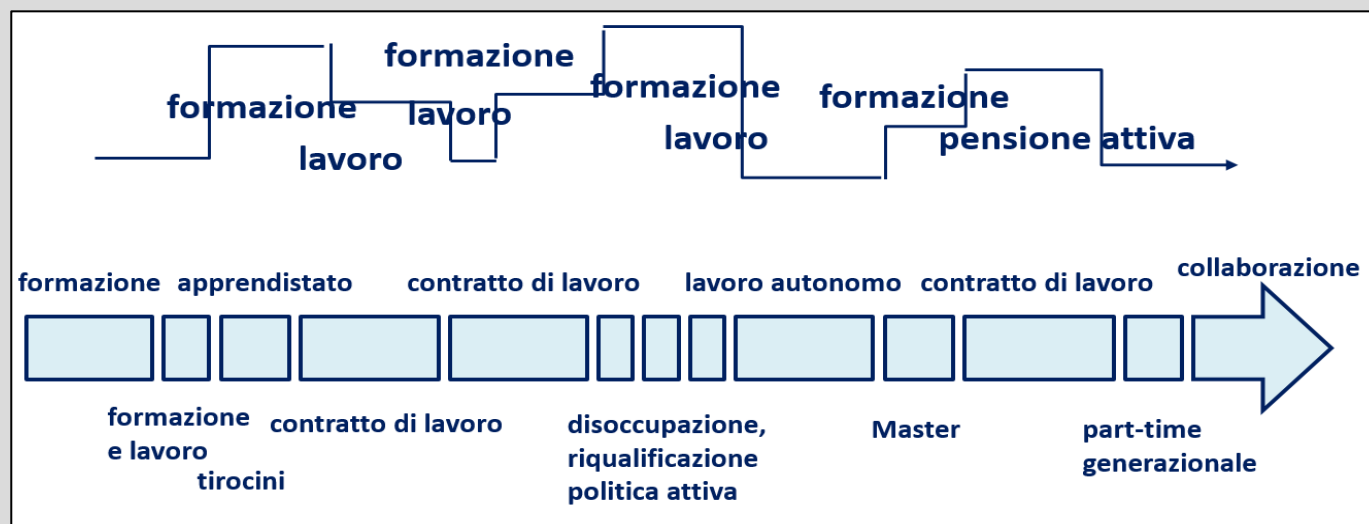 formazione
formazione
formazione
formazione
lavoro
lavoro
lavoro
pensione attiva
collaborazione
formazione
apprendistato
contratto di lavoro
lavoro autonomo
contratto di lavoro
formazione
e lavoro
tirocini
contratto di lavoro
disoccupazione,
riqualificazione
politica attiva
Master
part-time
generazionale